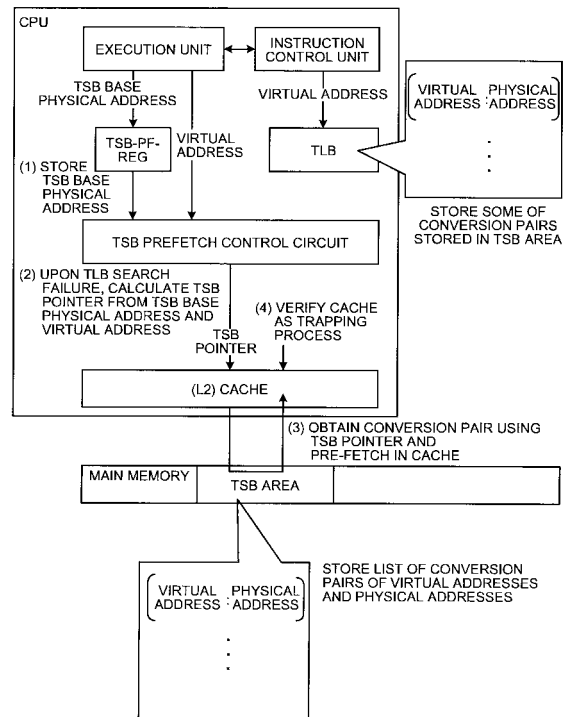 CPU
EXECUTION UNIT
INSTRUCTION
CONTROL UNIT
TSB BASE
PHYSICAL ADDRESS
VIRTUAL ADDRESS
TSB-PF-
REG
VIRTUAL
ADDRESS
TLB
VIRTUAL : PHYSICAL
ADDRESS ADDRESS
STORE SOME OF
CONVERSION PAIRS
STORED IN TSB AREA
(1) STORE
TSB BASE
PHYSICAL
ADDRESS
TSB PREFETCH CONTROL CIRCUIT
(2) UPON TLB SEARCH
FAILURE, CALCULATE TSB
POINTER FROM TSB BASE
PHYSICAL ADDRESS AND
VIRTUAL ADDRESS
TSB
POINTER
(4) VERIFY CACHE
AS TRAPPING
PROCESS
(L2) CACHE
(3) OBTAIN CONVERSION PAIR USING
TSB POINTER AND
PRE-FETCH IN CACHE
MAIN MEMORY
TSB AREA
STORE LIST OF CONVERSION
PAIRS OF VIRTUAL ADDRESSES
AND PHYSICAL ADDRESSES
VIRTUAL : PHYSICAL
ADDRESS ADDRESS